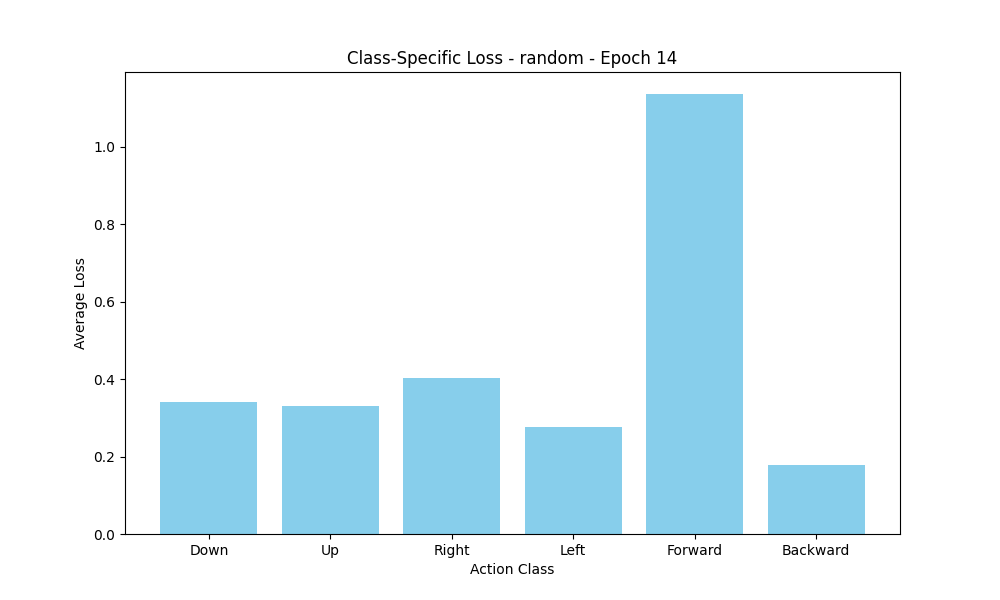 Class-Specific Loss - random - Epoch 14
1.0
0.8
0.6
0.4
0.2
0.0
Average Loss
Down Up Right Left Forward Backward
Action Class